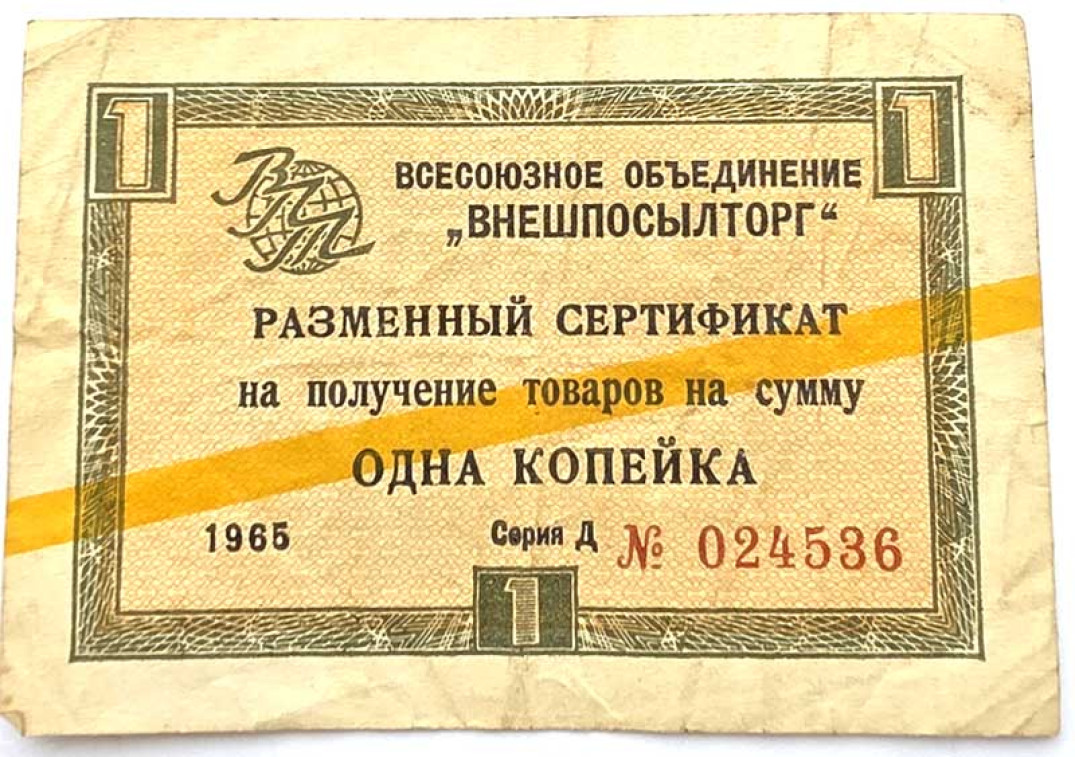 1 1
ВПТ
ВСЕСОЮЗНОЕ ОБЪЕДИНЕНИЕ
„ВНЕШПОСЫЛТОРГ“
РАЗМЕННЫЙ СЕРТИФИКАТ
на получение товаров на сумму
ОДНА КОПЕЙКА
1965 Серия Д № 024536
1